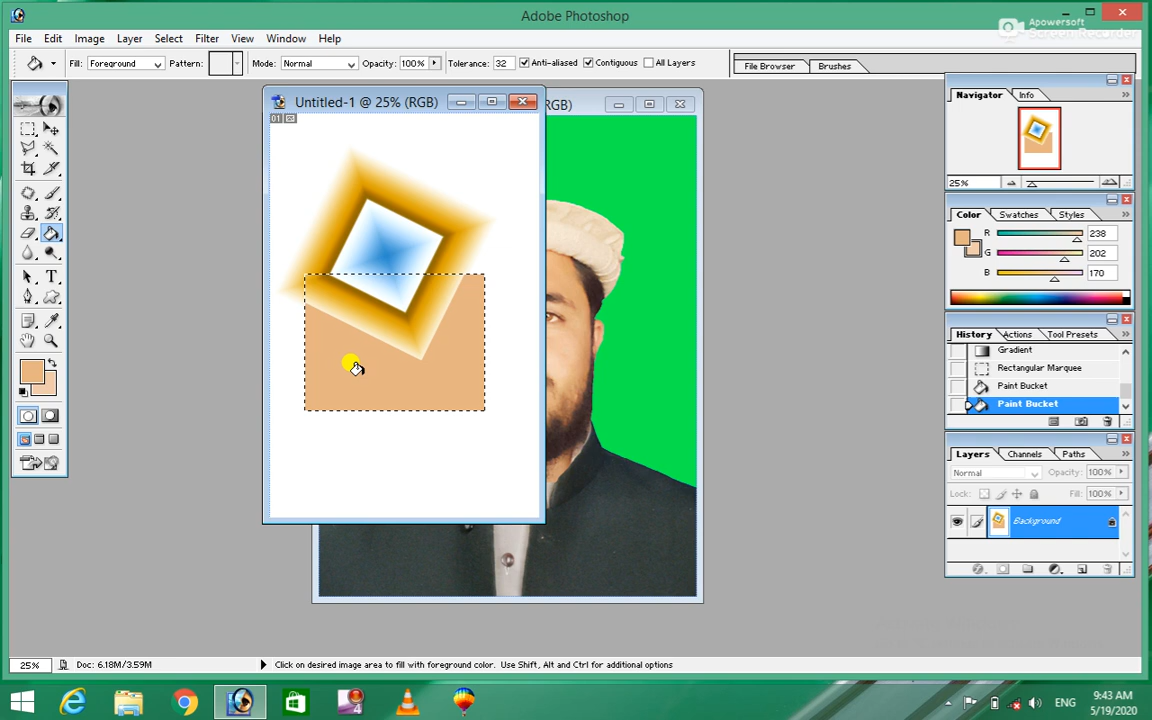 Adobe Photoshop
Apowersoft
Screen Recorder
File Edit Image Layer Select Filter View Window Help
Fill: Foreground Pattern: Mode: Normal Opacity: 100% Tolerance: 32 Anti-aliased Contiguous All Layers
File Browser Brushes
Untitled-1 @ 25% (RGB)
RGB)
01
Navigator Info
25%
Color Swatches Styles
R 238
G 202
B 170
History Actions Tool Presets
Gradient
Rectangular Marquee
Paint Bucket
Paint Bucket
Layers Channels Paths
Normal Opacity: 100%
Lock: Fill: 100%
Background
T
25% Doc: 6.18M/3.59M Click on desired image area to fill with foreground color. Use Shift, Alt and Ctrl for additional options
4
ENG
9:43 AM
5/19/2020